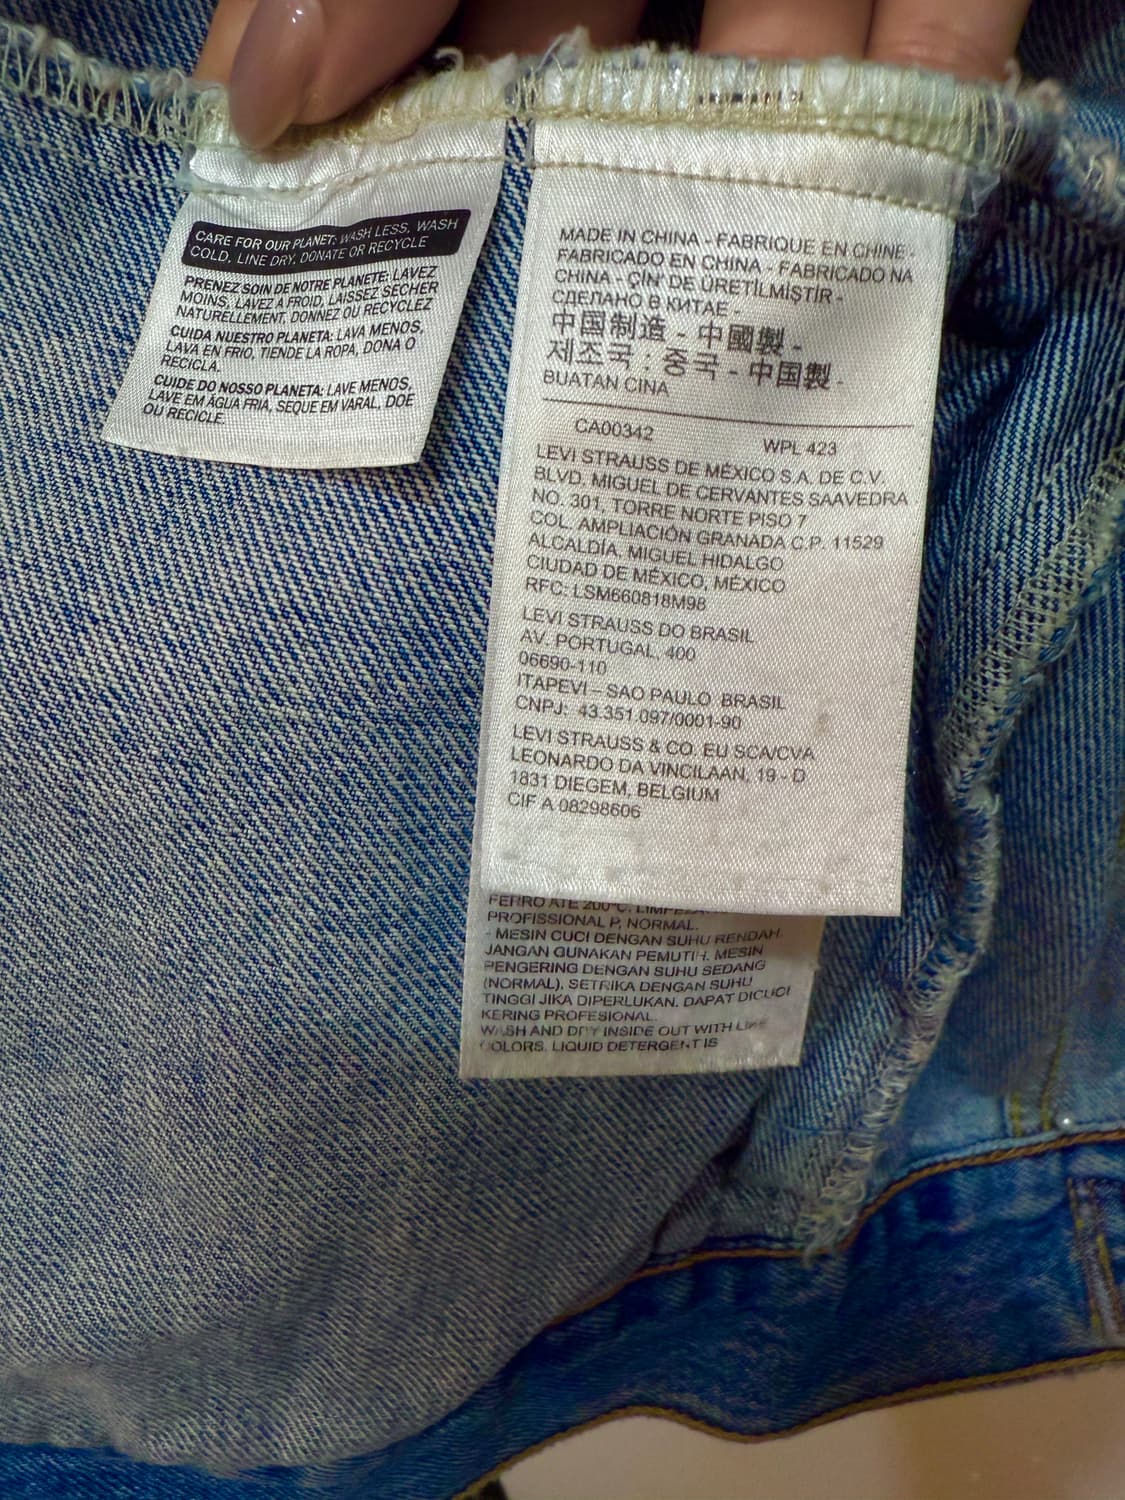 CARE FOR OUR PLANET: WASH LESS, WASH
COLD, LINE DRY, DONATE OR RECYCLE
PRENEZ SOIN DE NOTRE PLANETE: LAVEZ
MOINS, LAVEZ A FROID, LAISSEZ SÉCHER
NATURELLEMENT, DONNEZ OU RECYCLEZ
CUIDA NUESTRO PLANETA: LAVA MENOS,
LAVA EN FRIO, TIENDE LA ROPA, DONA O
RECICLA.
CUIDE DO NOSSO PLANETA: LAVE MENOS,
LAVE EM ÁGUA FRIA, SEQUE EM VARAL, DOE
OU RECICLE.
MADE IN CHINA - FABRIQUE EN CHINE -
FABRICADO EN CHINA - FABRICADO NA
CHINA - ÇİN' DE ÜRETİLMİŞTİR -
СДЕЛАНО В КИТАЕ -
中国制造 - 中國製 -
제조국 : 중국 - 中国製 -
BUATAN CINA
CA00342 WPL 423
LEVI STRAUSS DE MÉXICO S.A. DE C.V.
BLVD. MIGUEL DE CERVANTES SAAVEDRA
NO. 301, TORRE NORTE PISO 7
COL. AMPLIACIÓN GRANADA C.P. 11529
ALCALDÍA. MIGUEL HIDALGO
CIUDAD DE MÉXICO, MÉXICO
RFC: LSM660818M98
LEVI STRAUSS DO BRASIL
AV. PORTUGAL, 400
06690-110
ITAPEVI – SAO PAULO BRASIL
CNPJ: 43.351.097/0001-90
LEVI STRAUSS & CO. EU SCA/CVA
LEONARDO DA VINCILAAN, 19 - D
1831 DIEGEM, BELGIUM
CIF A 08298606
FERRO ATÉ 200°C. LIMPEZA
PROFISSIONAL P, NORMAL.
- MESIN CUCI DENGAN SUHU RENDAH.
JANGAN GUNAKAN PEMUTIH. MESIN
PENGERING DENGAN SUHU SEDANG
(NORMAL). SETRIKA DENGAN SUHU
TINGGI JIKA DIPERLUKAN. DAPAT DICUCI
KERING PROFESIONAL.
WASH AND DRY INSIDE OUT WITH LIKE
COLORS. LIQUID DETERGENT IS